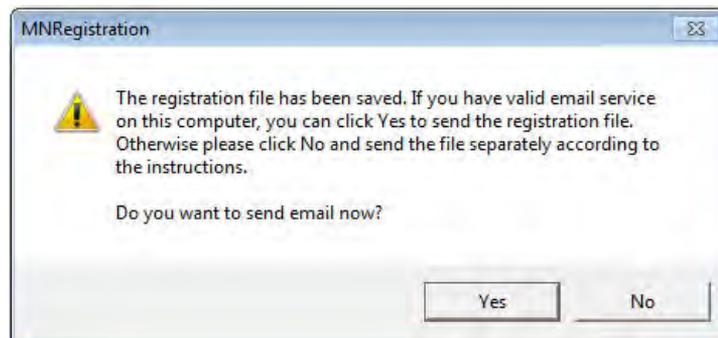 MNRegistration
The registration file has been saved. If you have valid email service
on this computer, you can click Yes to send the registration file.
Otherwise please click No and send the file separately according to
the instructions.
Do you want to send email now?
Yes No